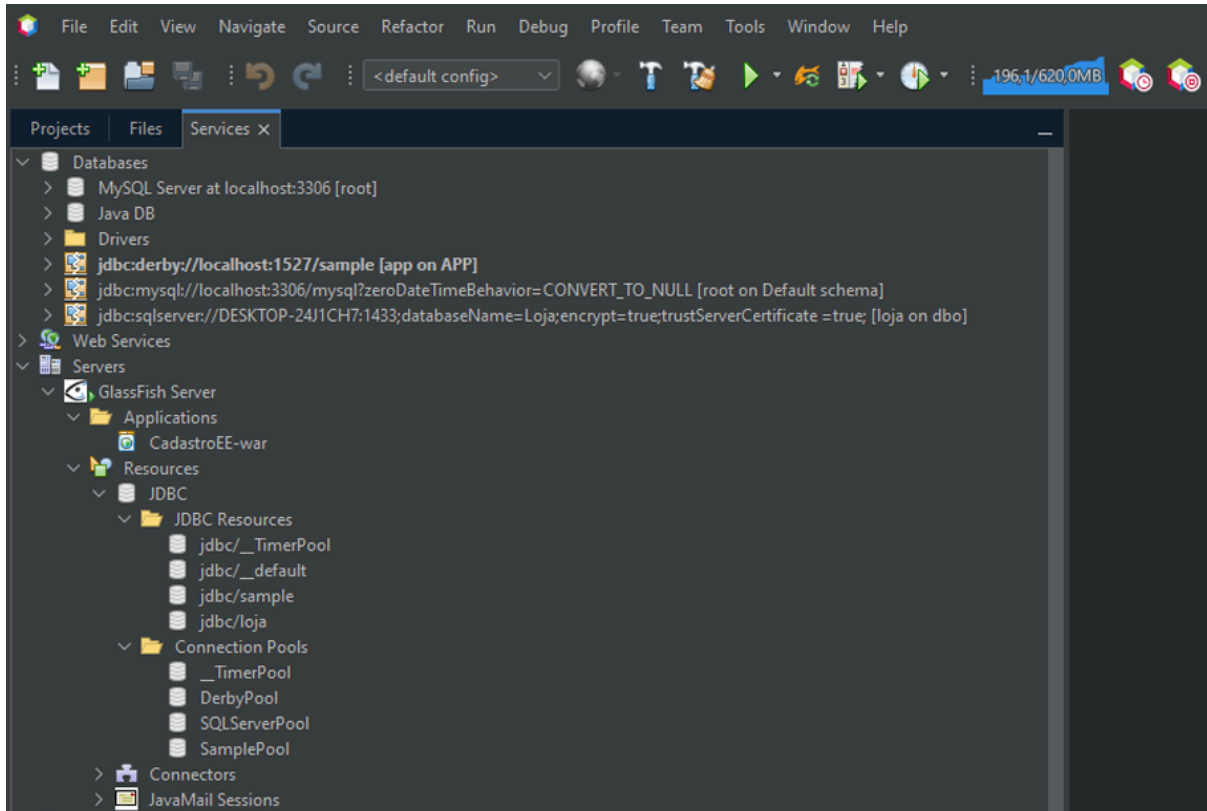 File Edit View Navigate Source Refactor Run Debug Profile Team Tools Window Help
<default config> 196,1/620,0MB
Projects Files Services
Databases
MySQL Server at localhost:3306 [root]
Java DB
Drivers
jdbc:derby://localhost:1527/sample [app on APP]
jdbc:mysql://localhost:3306/mysql?zeroDateTimeBehavior=CONVERT_TO_NULL [root on Default schema]
jdbc:sqlserver://DESKTOP-24J1CH7:1433;databaseName=Loja;encrypt=true;trustServerCertificate =true; [loja on dbo]
Web Services
Servers
GlassFish Server
Applications
CadastroEE-war
Resources
JDBC
JDBC Resources
jdbc/__TimerPool
jdbc/__default
jdbc/sample
jdbc/loja
Connection Pools
__TimerPool
DerbyPool
SQLServerPool
SamplePool
Connectors
JavaMail Sessions